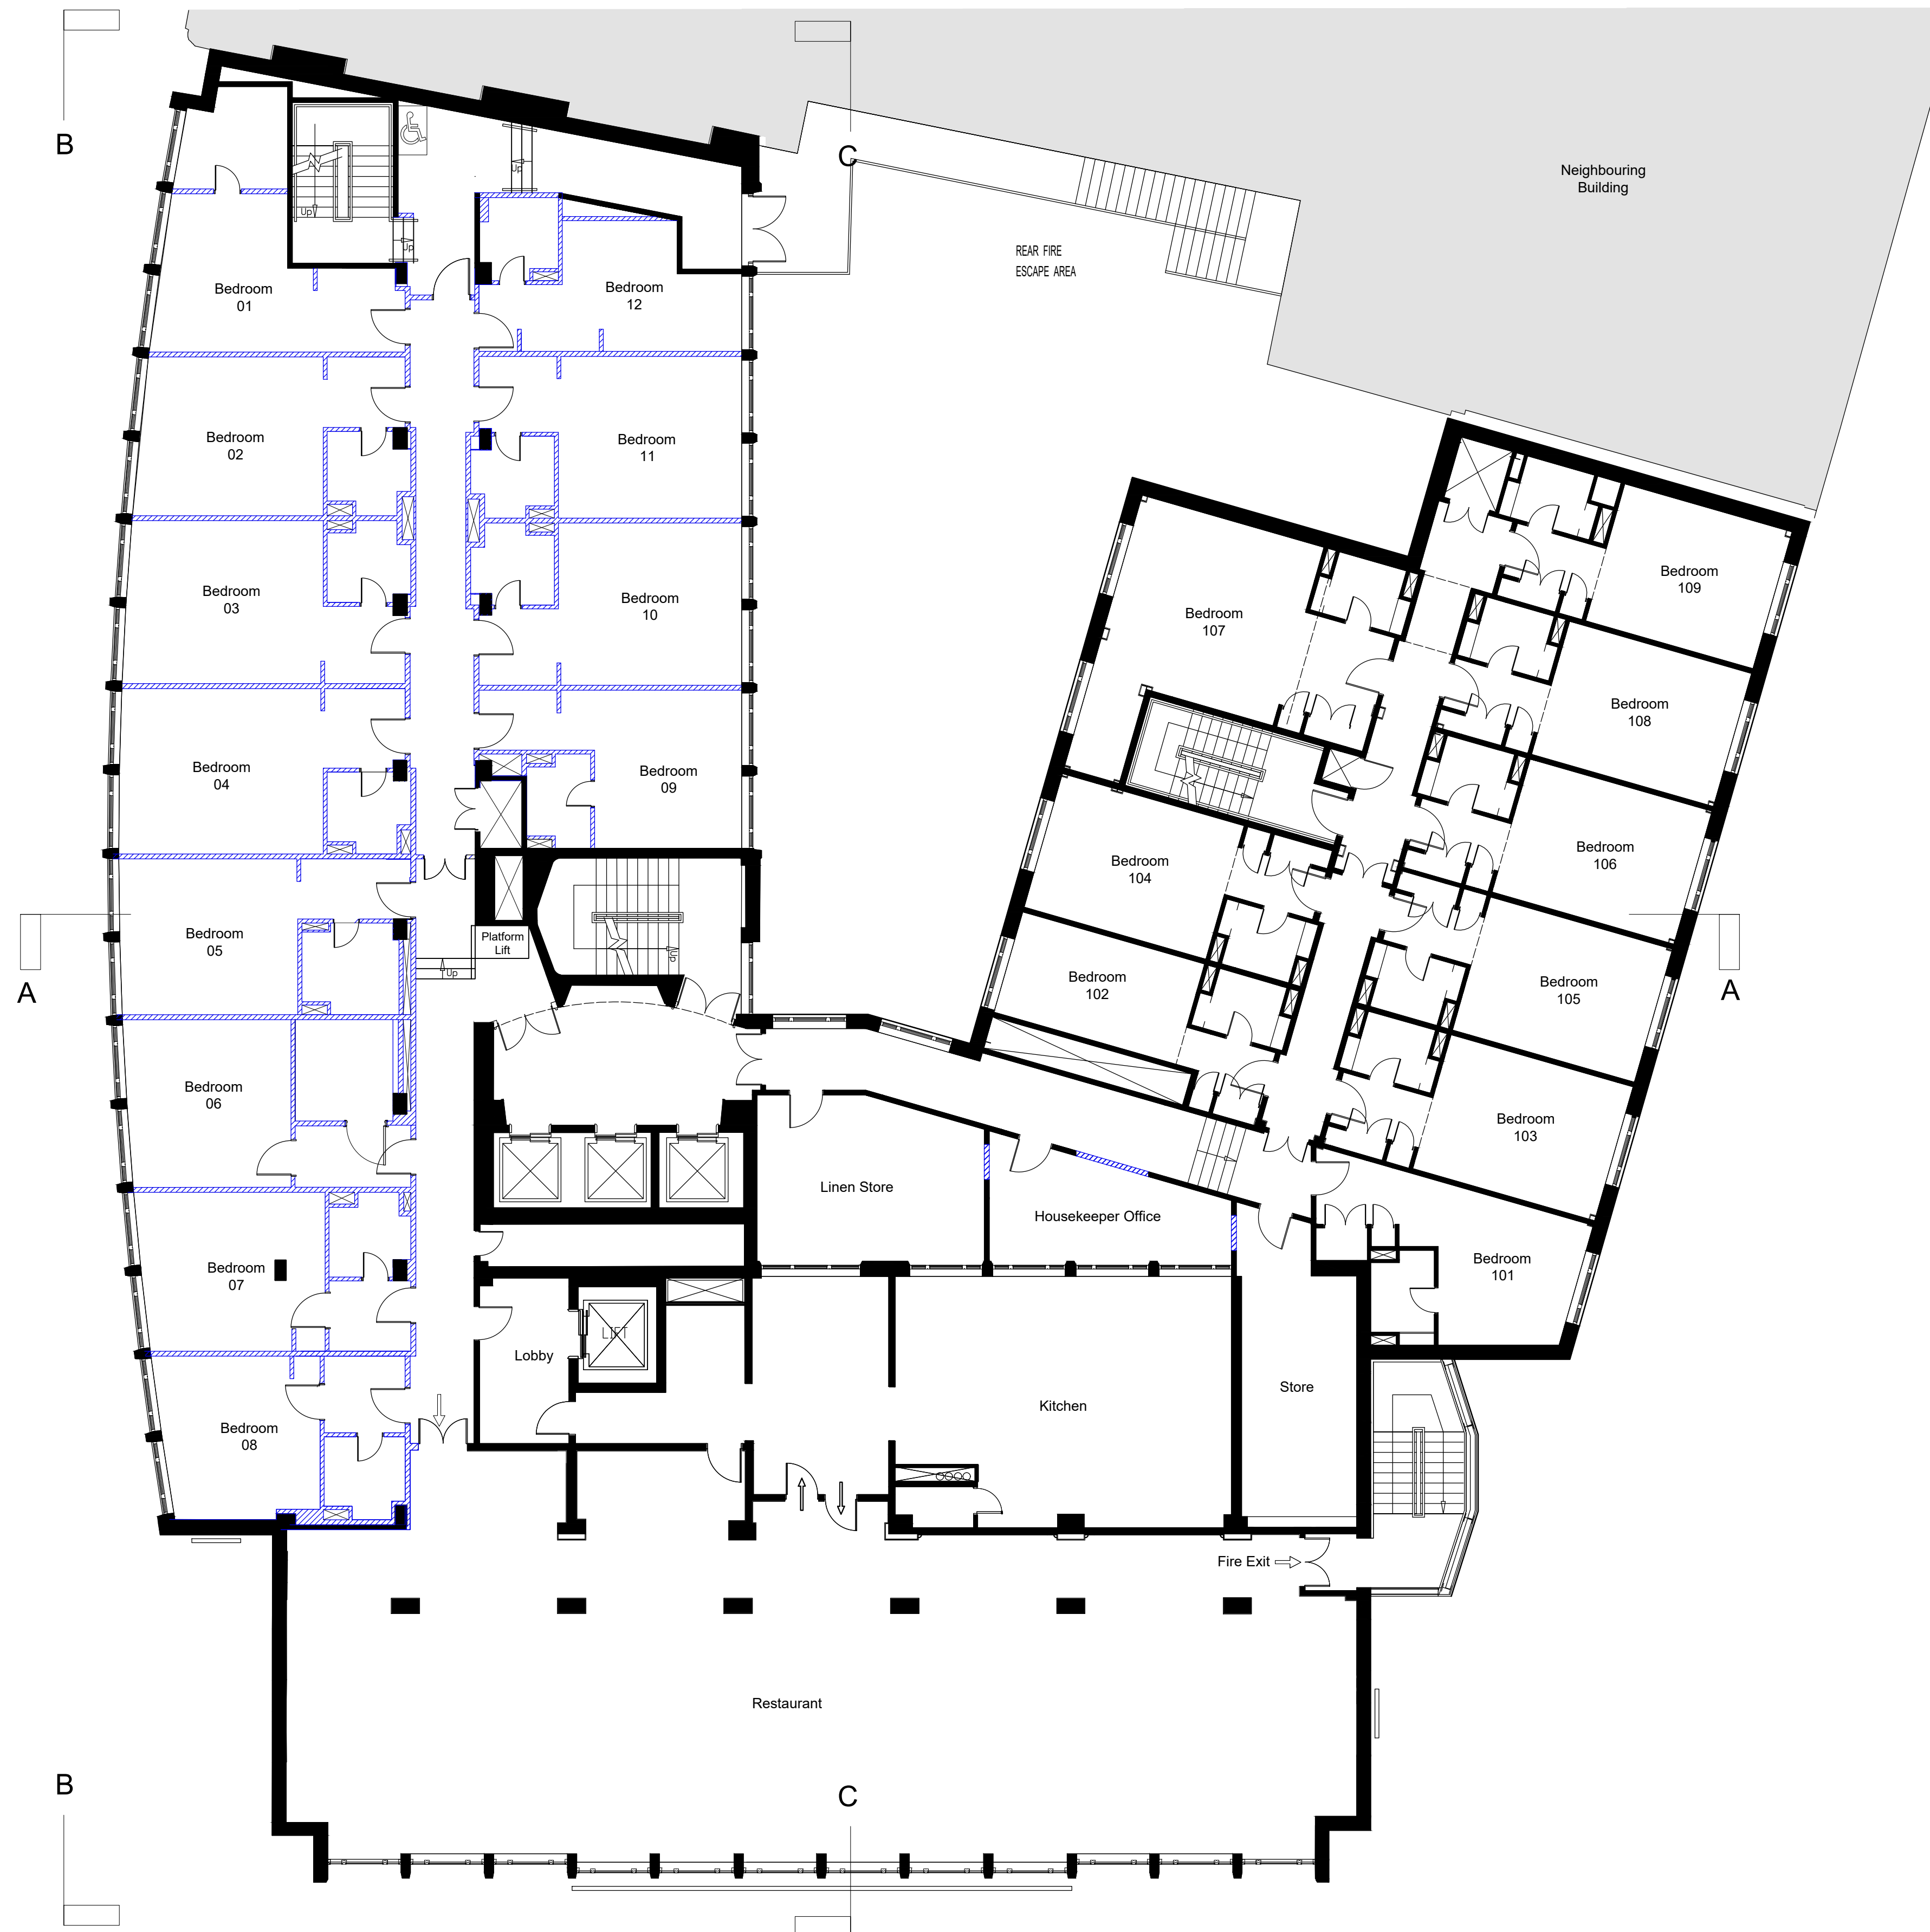 B
C
Neighbouring
Building
REAR FIRE
ESCAPE AREA
Up
Up
Up
Bedroom
01
Bedroom
12
Bedroom
02
Bedroom
11
Bedroom
03
Bedroom
10
Bedroom
04
Bedroom
09
Bedroom
05
Platform
Lift
Up
Up
Bedroom
06
Bedroom
07
Bedroom
08
Bedroom
109
Bedroom
107
Bedroom
108
Bedroom
106
Bedroom
104
Bedroom
105
Bedroom
102
Bedroom
103
Bedroom
101
A
A
Linen Store
Housekeeper Office
LIFT
Lobby
Kitchen
Store
Fire Exit
Restaurant
B
C